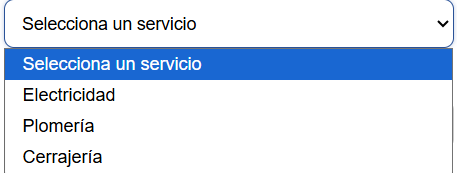 Selecciona un servicio
Selecciona un servicio
Electricidad
Plomería
Cerrajería